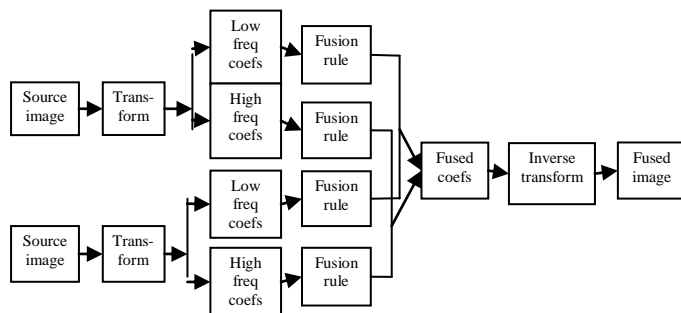 Low
freq
coefs
Fusion
rule
Source
image
Trans-
form
High
freq
coefs
Fusion
rule
Fused
coefs
Inverse
transform
Fused
image
Low
freq
coefs
Fusion
rule
Source
image
Trans-
form
High
freq
coefs
Fusion
rule